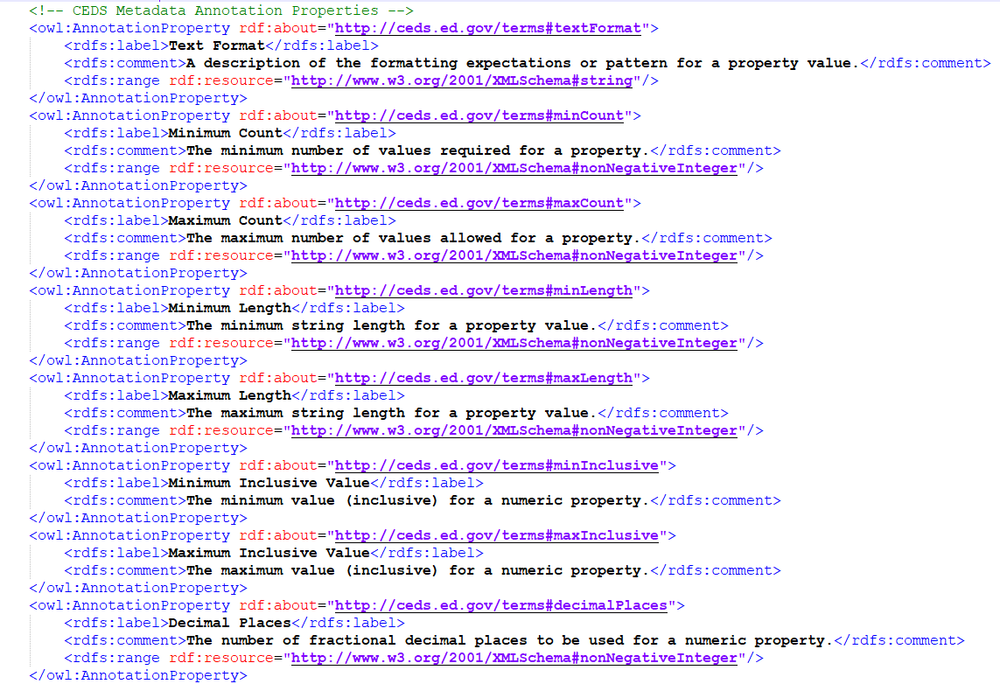 <!-- CEDS Metadata Annotation Properties -->
<owl:AnnotationProperty rdf:about="http://ceds.ed.gov/terms#textFormat">
<rdfs:label>Text Format</rdfs:label>
<rdfs:comment>A description of the formatting expectations or pattern for a property value.</rdfs:comment>
<rdfs:range rdf:resource="http://www.w3.org/2001/XMLSchema#string"/>
</owl:AnnotationProperty>
<owl:AnnotationProperty rdf:about="http://ceds.ed.gov/terms#minCount">
<rdfs:label>Minimum Count</rdfs:label>
<rdfs:comment>The minimum number of values required for a property.</rdfs:comment>
<rdfs:range rdf:resource="http://www.w3.org/2001/XMLSchema#nonNegativeInteger"/>
</owl:AnnotationProperty>
<owl:AnnotationProperty rdf:about="http://ceds.ed.gov/terms#maxCount">
<rdfs:label>Maximum Count</rdfs:label>
<rdfs:comment>The maximum number of values allowed for a property.</rdfs:comment>
<rdfs:range rdf:resource="http://www.w3.org/2001/XMLSchema#nonNegativeInteger"/>
</owl:AnnotationProperty>
<owl:AnnotationProperty rdf:about="http://ceds.ed.gov/terms#minLength">
<rdfs:label>Minimum Length</rdfs:label>
<rdfs:comment>The minimum string length for a property value.</rdfs:comment>
<rdfs:range rdf:resource="http://www.w3.org/2001/XMLSchema#nonNegativeInteger"/>
</owl:AnnotationProperty>
<owl:AnnotationProperty rdf:about="http://ceds.ed.gov/terms#maxLength">
<rdfs:label>Maximum Length</rdfs:label>
<rdfs:comment>The maximum string length for a property value.</rdfs:comment>
<rdfs:range rdf:resource="http://www.w3.org/2001/XMLSchema#nonNegativeInteger"/>
</owl:AnnotationProperty>
<owl:AnnotationProperty rdf:about="http://ceds.ed.gov/terms#minInclusive">
<rdfs:label>Minimum Inclusive Value</rdfs:label>
<rdfs:comment>The minimum value (inclusive) for a numeric property.</rdfs:comment>
</owl:AnnotationProperty>
<owl:AnnotationProperty rdf:about="http://ceds.ed.gov/terms#maxInclusive">
<rdfs:label>Maximum Inclusive Value</rdfs:label>
<rdfs:comment>The maximum value (inclusive) for a numeric property.</rdfs:comment>
</owl:AnnotationProperty>
<owl:AnnotationProperty rdf:about="http://ceds.ed.gov/terms#decimalPlaces">
<rdfs:label>Decimal Places</rdfs:label>
<rdfs:comment>The number of fractional decimal places to be used for a numeric property.</rdfs:comment>
<rdfs:range rdf:resource="http://www.w3.org/2001/XMLSchema#nonNegativeInteger"/>
</owl:AnnotationProperty>